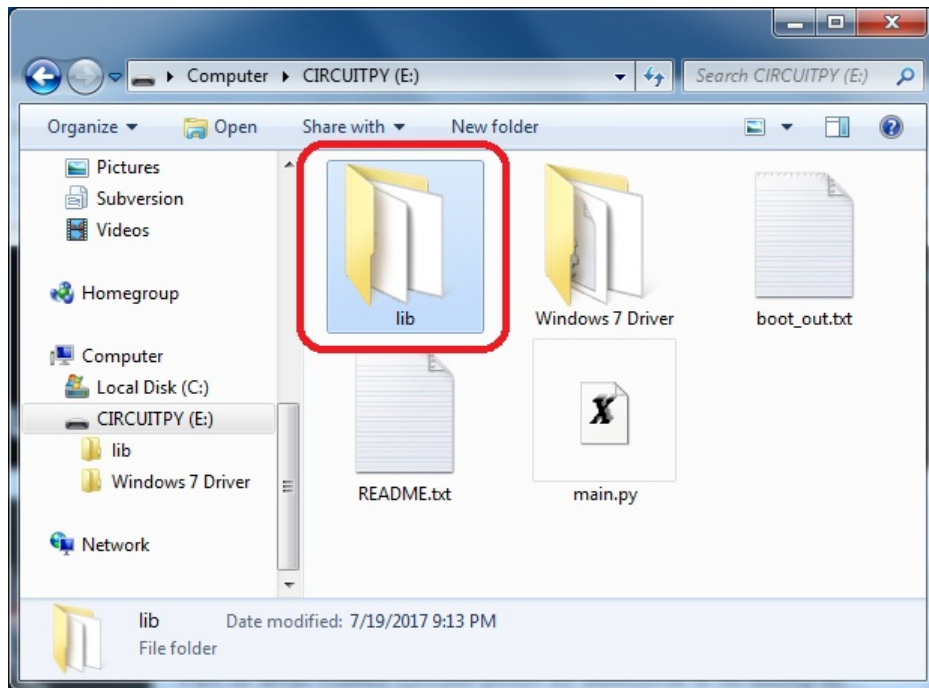 Computer ▸ CIRCUITPY (E:)
Search CIRCUITPY (E:)
Organize
Open
Share with
New folder
Pictures
Subversion
Videos
Homegroup
Computer
Local Disk (C:)
CIRCUITPY (E:)
lib
Windows 7 Driver
Network
lib
Windows 7 Driver
boot_out.txt
README.txt
main.py
lib Date modified: 7/19/2017 9:13 PM
File folder